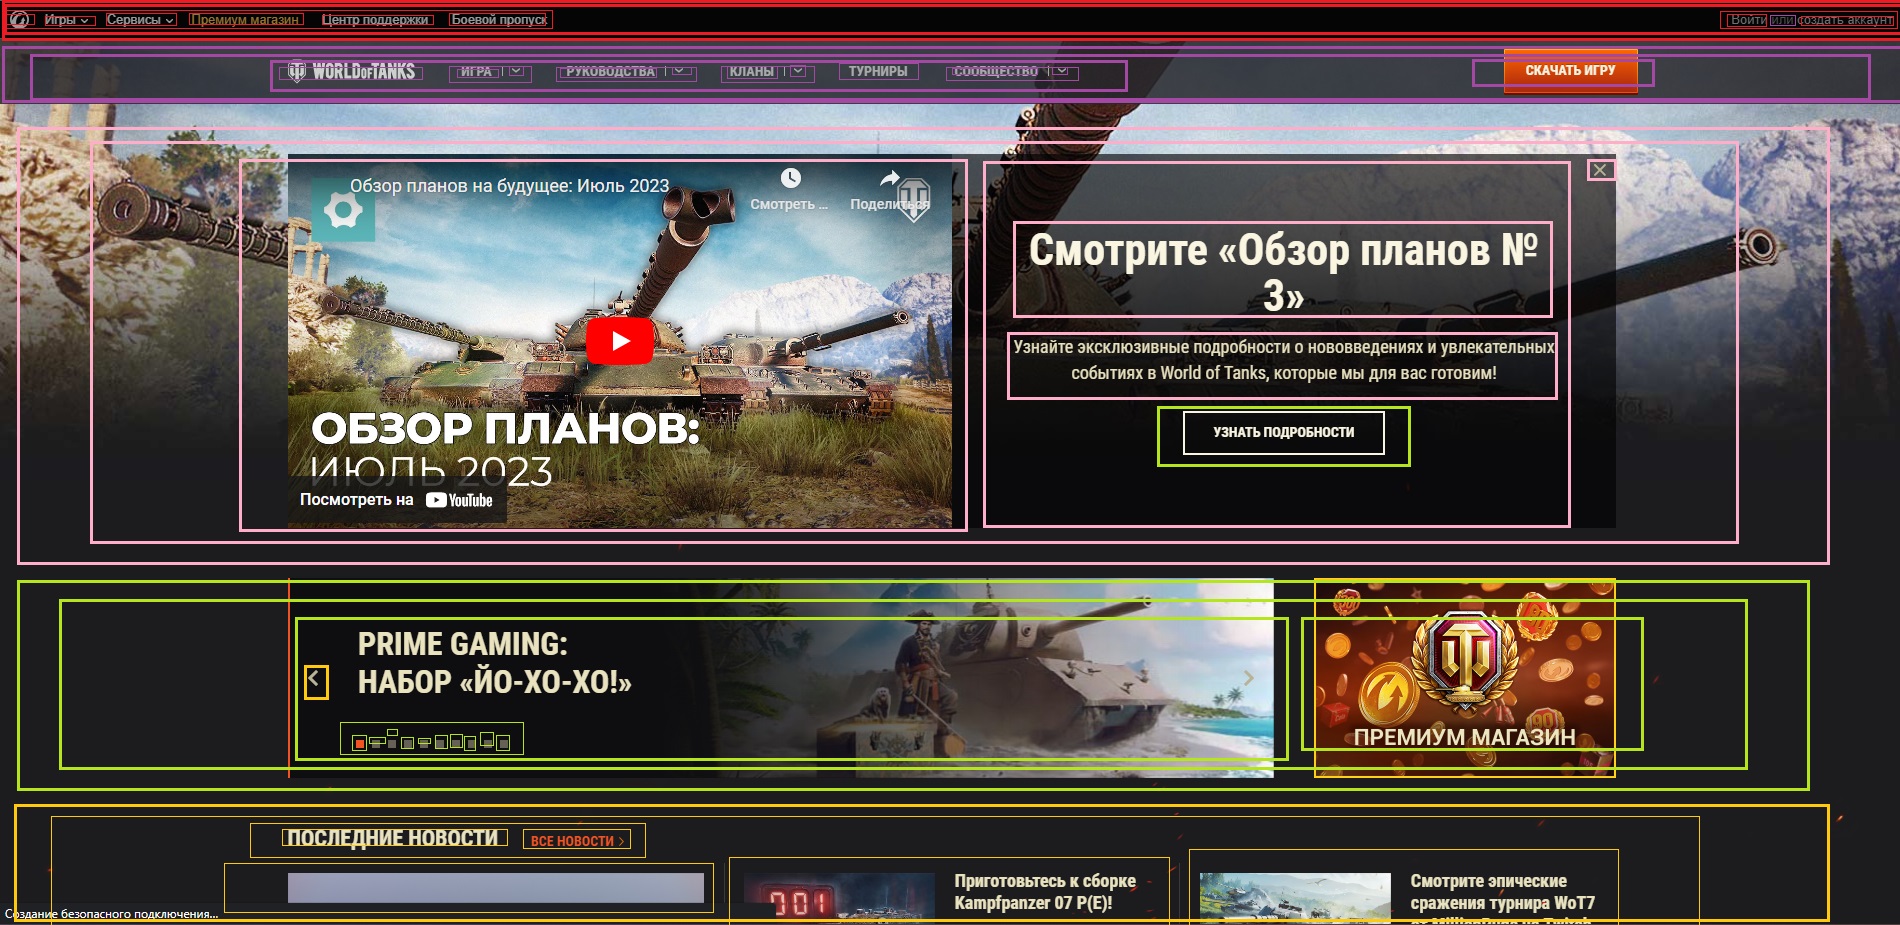 Игры Сервисы Премиум магазин Центр поддержки Боевой пропуск Войти или создать аккаунт
WORLD OF TANKS ИГРА РУКОВОДСТВА КЛАНЫ ТУРНИРЫ СООБЩЕСТВО СКАЧАТЬ ИГРУ
Обзор планов на будущее: Июль 2023
Смотреть ... Поделиться
ОБЗОР ПЛАНОВ:
ИЮЛЬ 2023
Посмотреть на YouTube
Смотрите «Обзор планов №
3»
Узнайте эксклюзивные подробности о нововведениях и увлекательных
событиях в World of Tanks, которые мы для вас готовим!
УЗНАТЬ ПОДРОБНОСТИ
PRIME GAMING:
НАБОР «ЙО-ХО-ХО!»
ПРЕМИУМ МАГАЗИН
ПОСЛЕДНИЕ НОВОСТИ ВСЕ НОВОСТИ
001
Приготовьтесь к сборке
Kampfpanzer 07 P(E)!
Смотрите эпические
сражения турнира WoT7
Создание безопасного подключения...